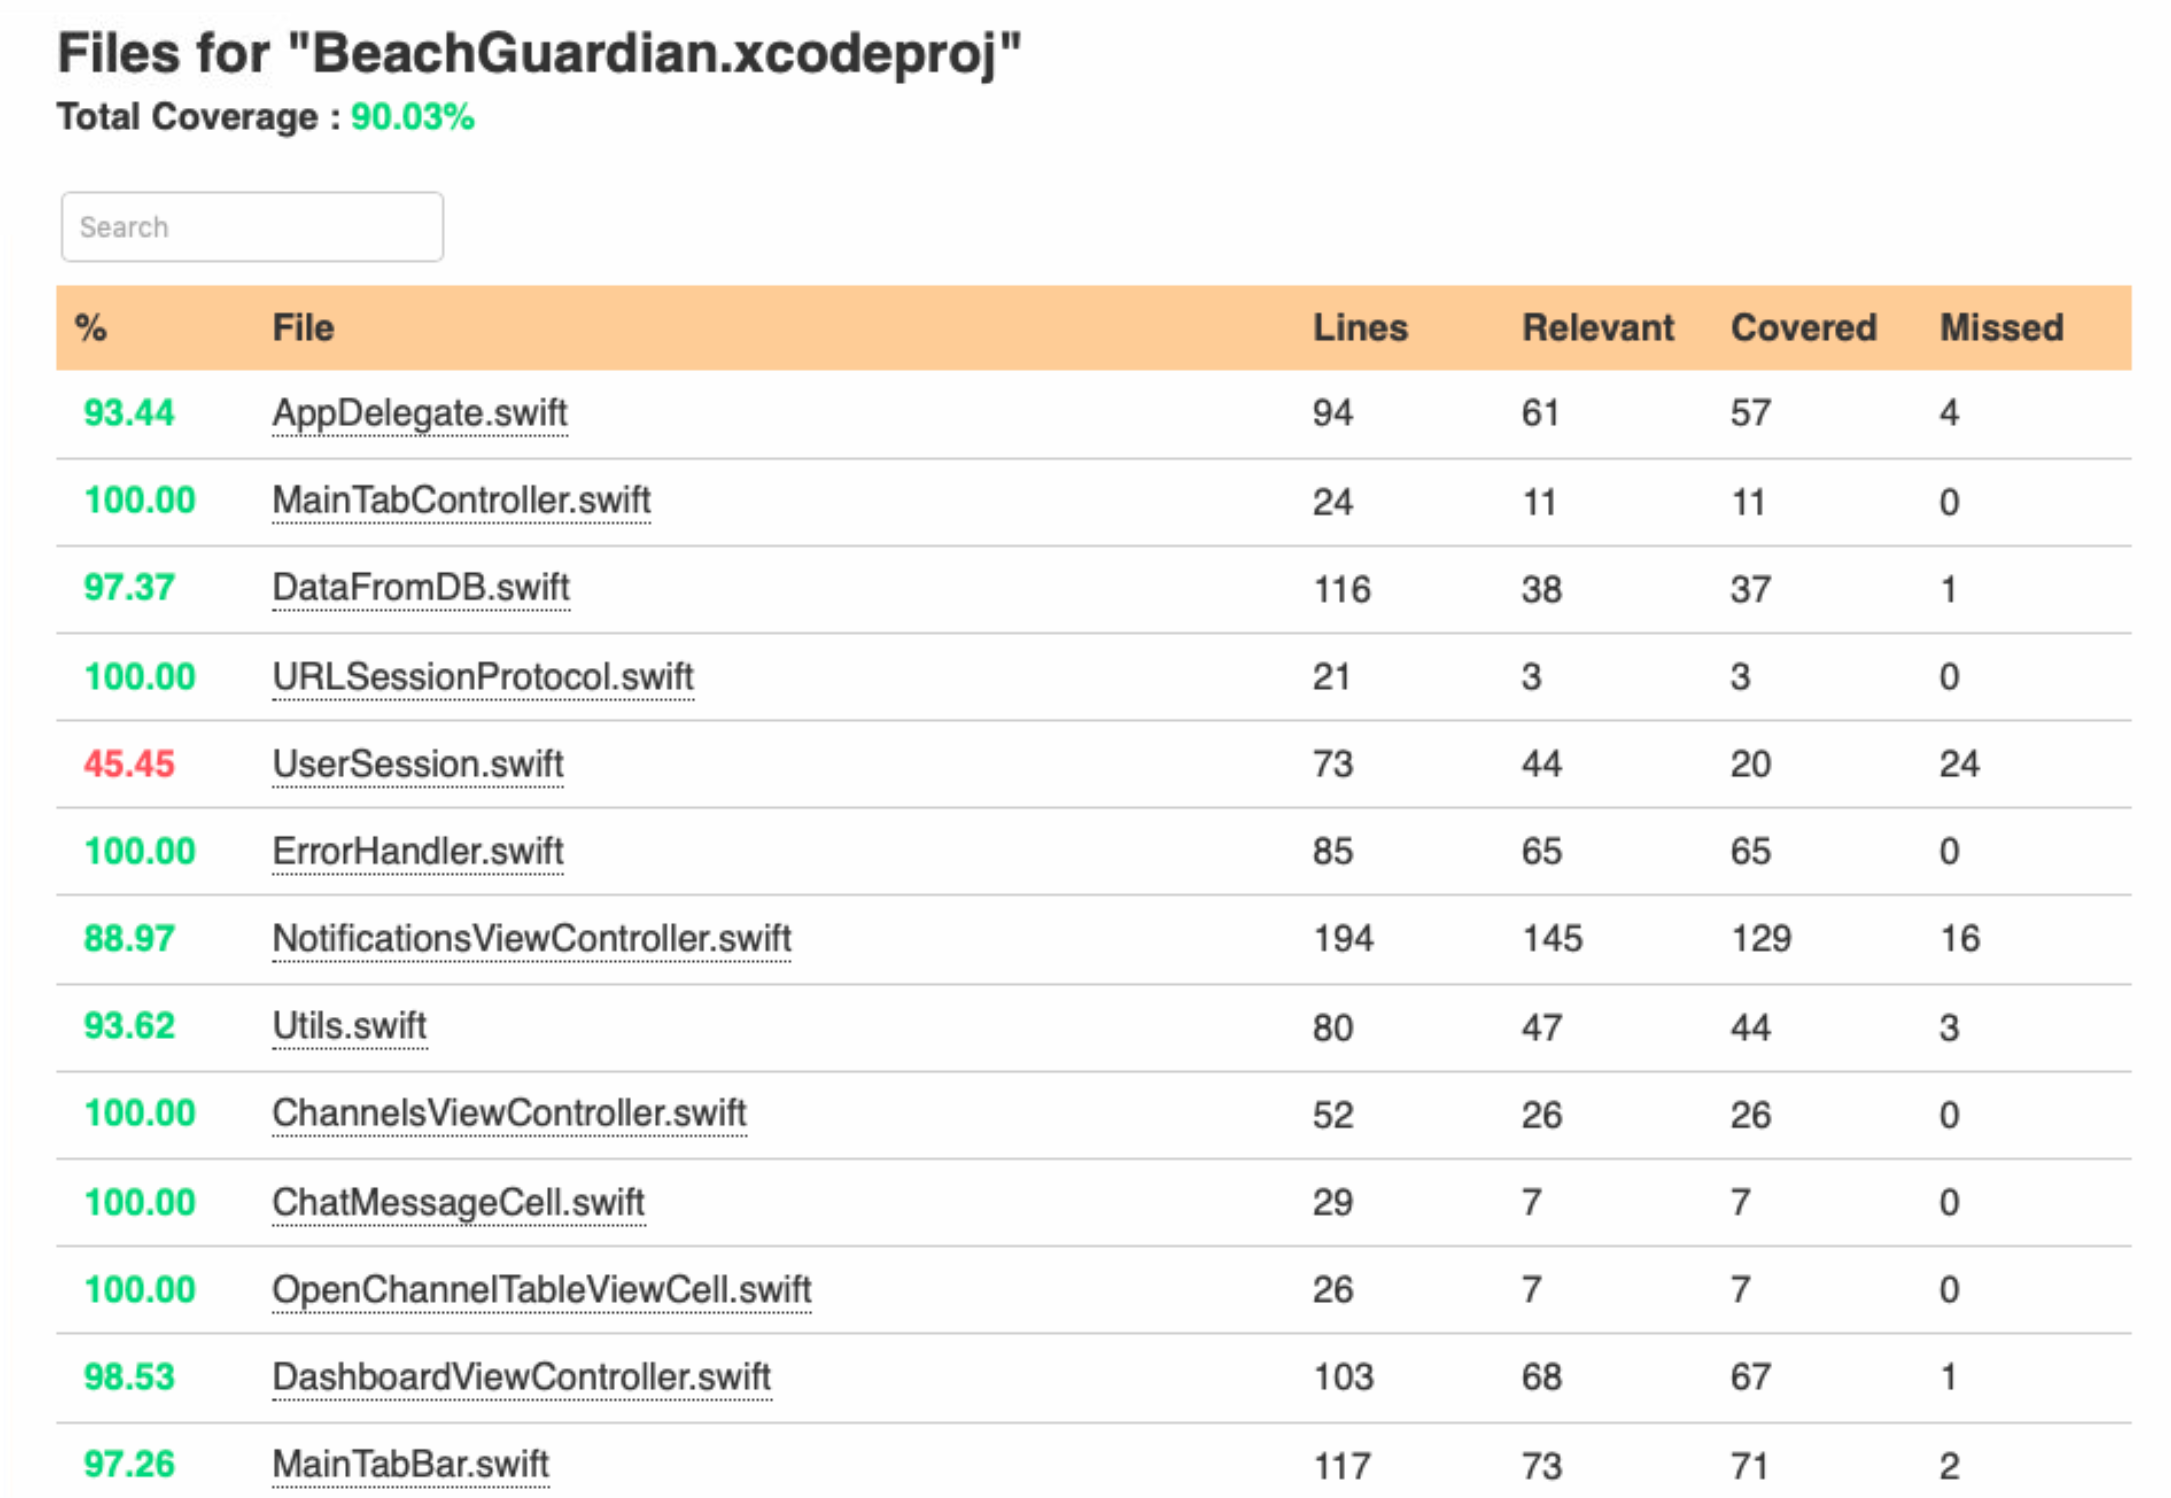 Files for "BeachGuardian.xcodeproj"
Total Coverage : 90.03%
Search
% File Lines Relevant Covered Missed
93.44 AppDelegate.swift 94 61 57 4
100.00 MainTabController.swift 24 11 11 0
97.37 DataFromDB.swift 116 38 37 1
100.00 URLSessionProtocol.swift 21 3 3 0
45.45 UserSession.swift 73 44 20 24
100.00 ErrorHandler.swift 85 65 65 0
88.97 NotificationsViewController.swift 194 145 129 16
93.62 Utils.swift 80 47 44 3
100.00 ChannelsViewController.swift 52 26 26 0
100.00 ChatMessageCell.swift 29 7 7 0
100.00 OpenChannelTableViewCell.swift 26 7 7 0
98.53 DashboardViewController.swift 103 68 67 1
97.26 MainTabBar.swift 117 73 71 2